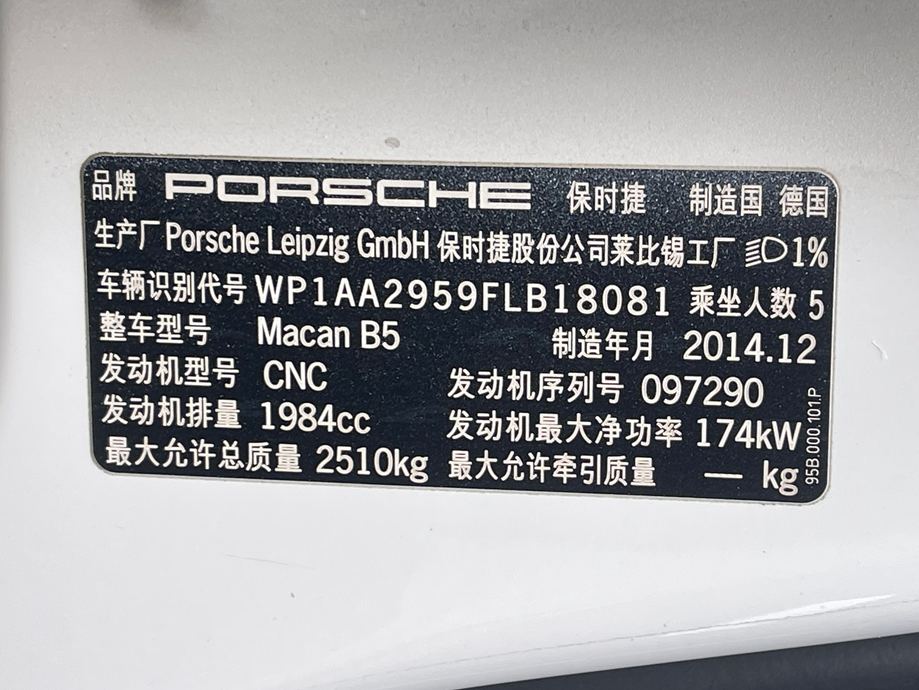 品牌 PORSCHE 保时捷 制造国 德国
生产厂 Porsche Leipzig GmbH 保时捷股份公司莱比锡工厂 1%
车辆识别代号 WP1AA2959FLB18081 乘坐人数 5
整车型号 Macan B5 制造年月 2014.12
发动机型号 CNC 发动机序列号 097290
发动机排量 1984cc 发动机最大净功率 174kW
最大允许总质量 2510kg 最大允许牵引质量 — kg
95B.000.101.P